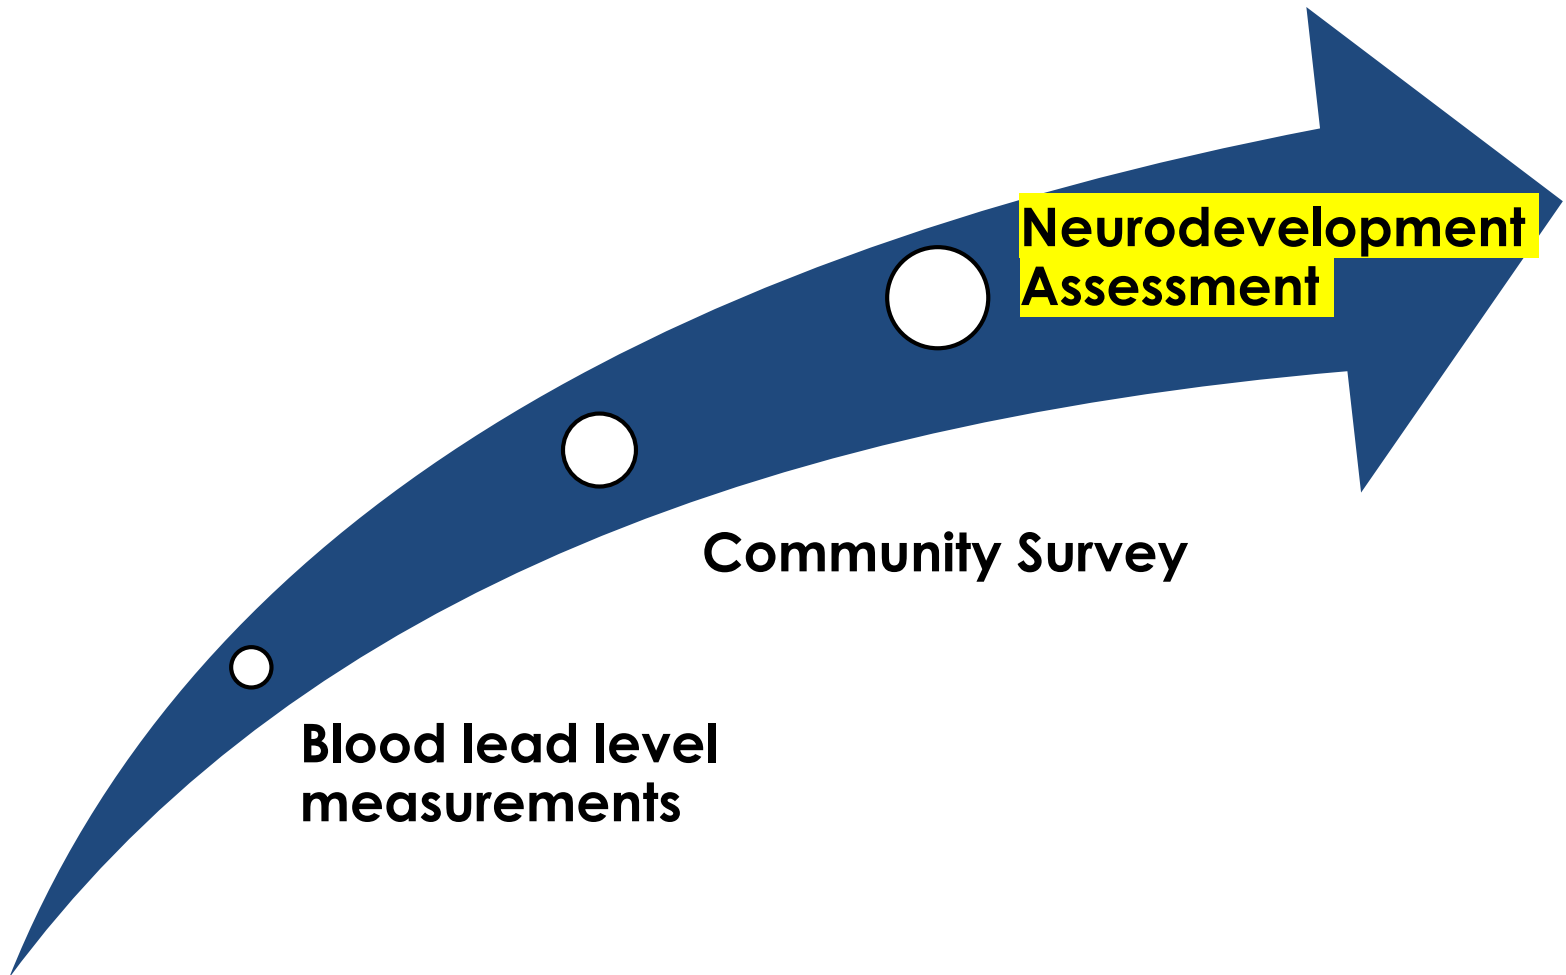 Neurodevelopment
Assessment
Community Survey
Blood lead level
measurements